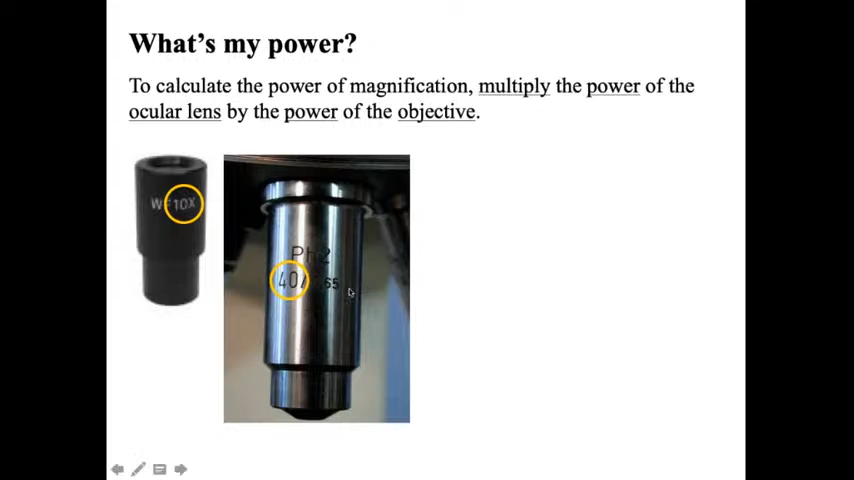 What's my power?
To calculate the power of magnification, multiply the power of the
ocular lens by the power of the objective.
WF10X
Ph2
40/ 65